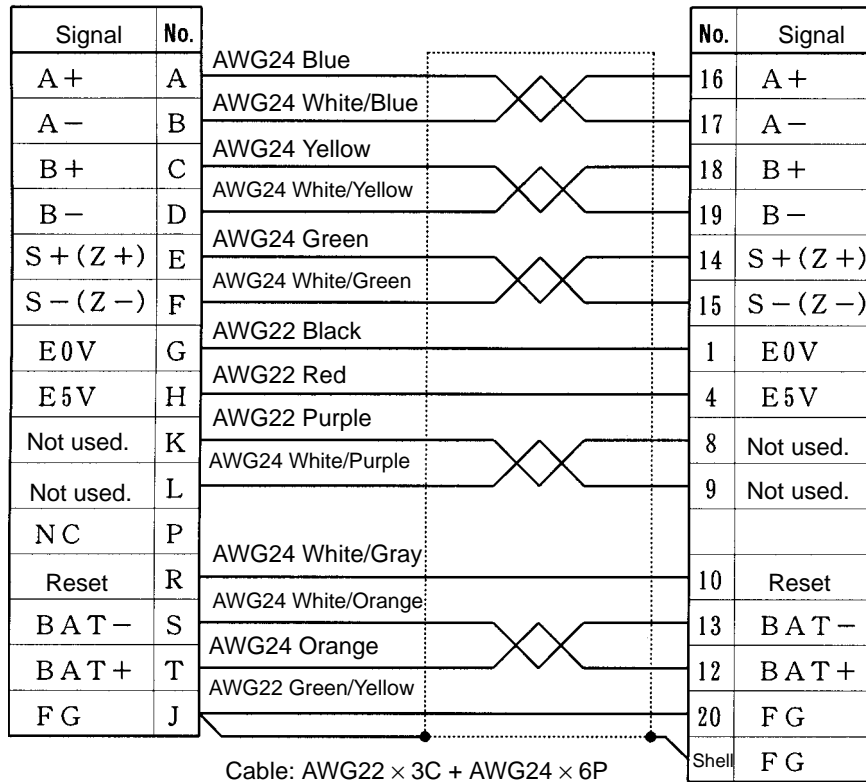 Signal No. No. Signal
AWG24 Blue
A+ A 16 A+
AWG24 White/Blue
A− B 17 A−
AWG24 Yellow
B+ C 18 B+
AWG24 White/Yellow
B− D 19 B−
AWG24 Green
S+(Z+) E 14 S+(Z+)
AWG24 White/Green
S−(Z−) F 15 S−(Z−)
AWG22 Black
E0V G 1 E0V
AWG22 Red
E5V H 4 E5V
AWG22 Purple
Not used. K 8 Not used.
AWG24 White/Purple
Not used. L 9 Not used.
NC P
AWG24 White/Gray
Reset R 10 Reset
AWG24 White/Orange
BAT− S 13 BAT−
AWG24 Orange
BAT+ T 12 BAT+
AWG22 Green/Yellow
FG J 20 FG
Shell FG
Cable: AWG22 × 3C + AWG24 × 6P